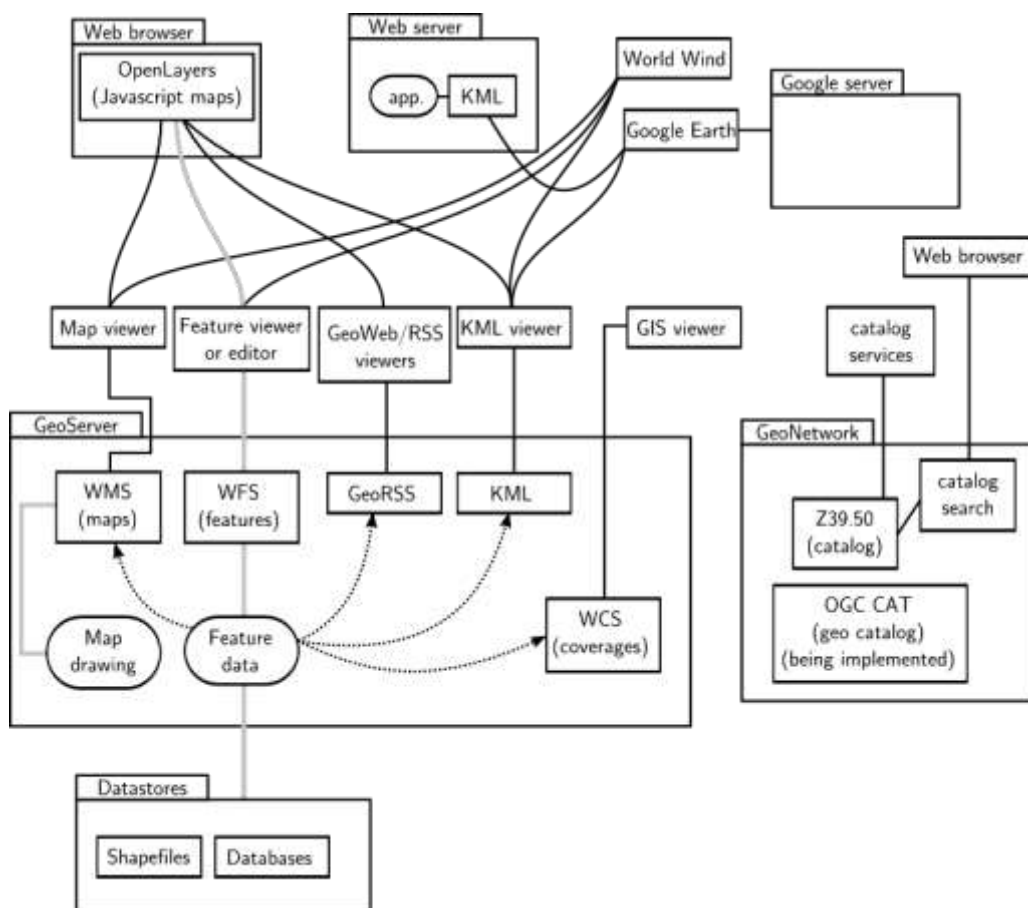 Web browser
OpenLayers
(Javascript maps)
Web server
app.
KML
World Wind
Google Earth
Google server
Web browser
Map viewer
Feature viewer
or editor
GeoWeb/RSS
viewers
KML viewer
GIS viewer
catalog
services
GeoServer
WMS
(maps)
WFS
(features)
GeoRSS
KML
Map
drawing
Feature
data
WCS
(coverages)
GeoNetwork
Z39.50
(catalog)
catalog
search
OGC CAT
(geo catalog)
(being implemented)
Datastores
Shapefiles
Databases